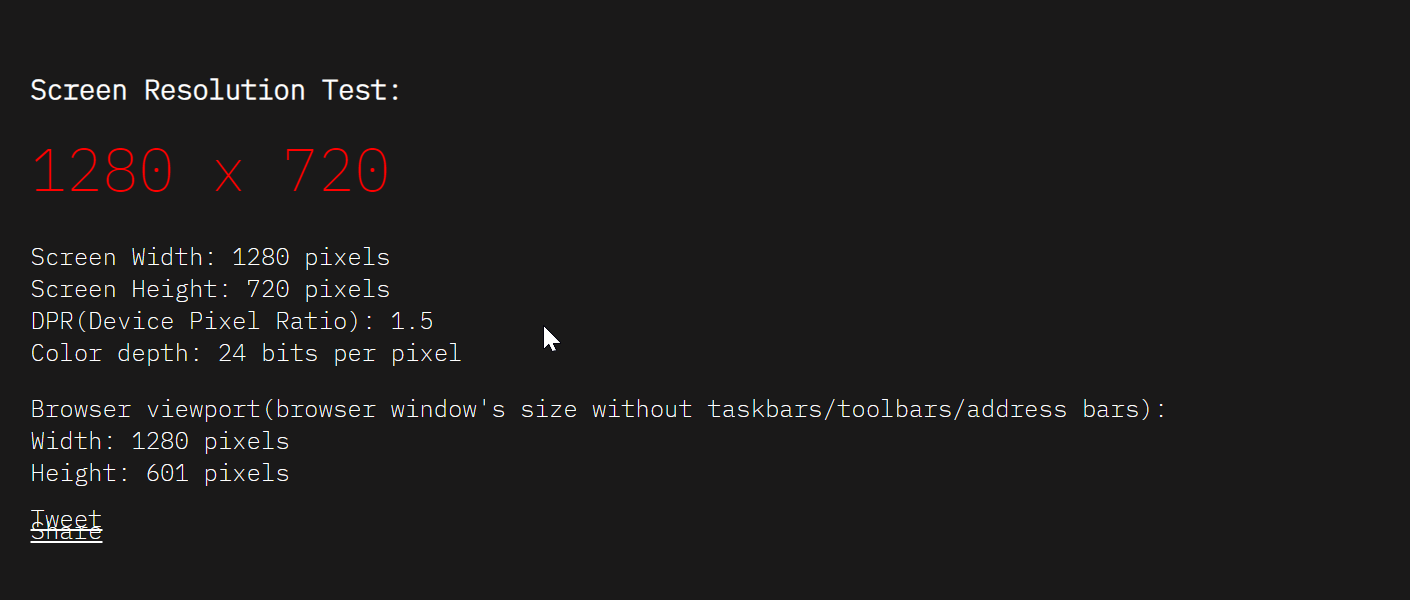 Screen Resolution Test:
1280 x 720
Screen Width: 1280 pixels
Screen Height: 720 pixels
DPR(Device Pixel Ratio): 1.5
Color depth: 24 bits per pixel
Browser viewport(browser window's size without taskbars/toolbars/address bars):
Width: 1280 pixels
Height: 601 pixels
Tweet
Share